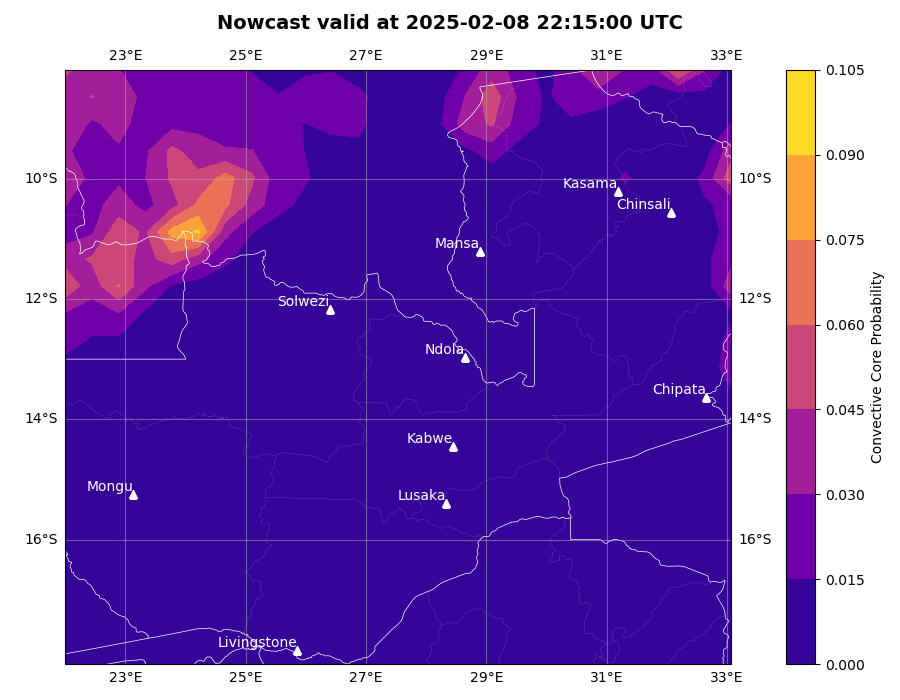 Nowcast valid at 2025-02-08 22:15:00 UTC
23°E 25°E 27°E 29°E 31°E 33°E
0.105
0.090
10°S Kasama 10°S
Chinsali
Mansa
0.075
12°S Solwezi 12°S
0.060
Ndola
Chipata
0.045
14°S 14°S
Kabwe
Mongu Lusaka
0.030
16°S 16°S
0.015
Livingstone
0.000
23°E 25°E 27°E 29°E 31°E 33°E
Convective Core Probability